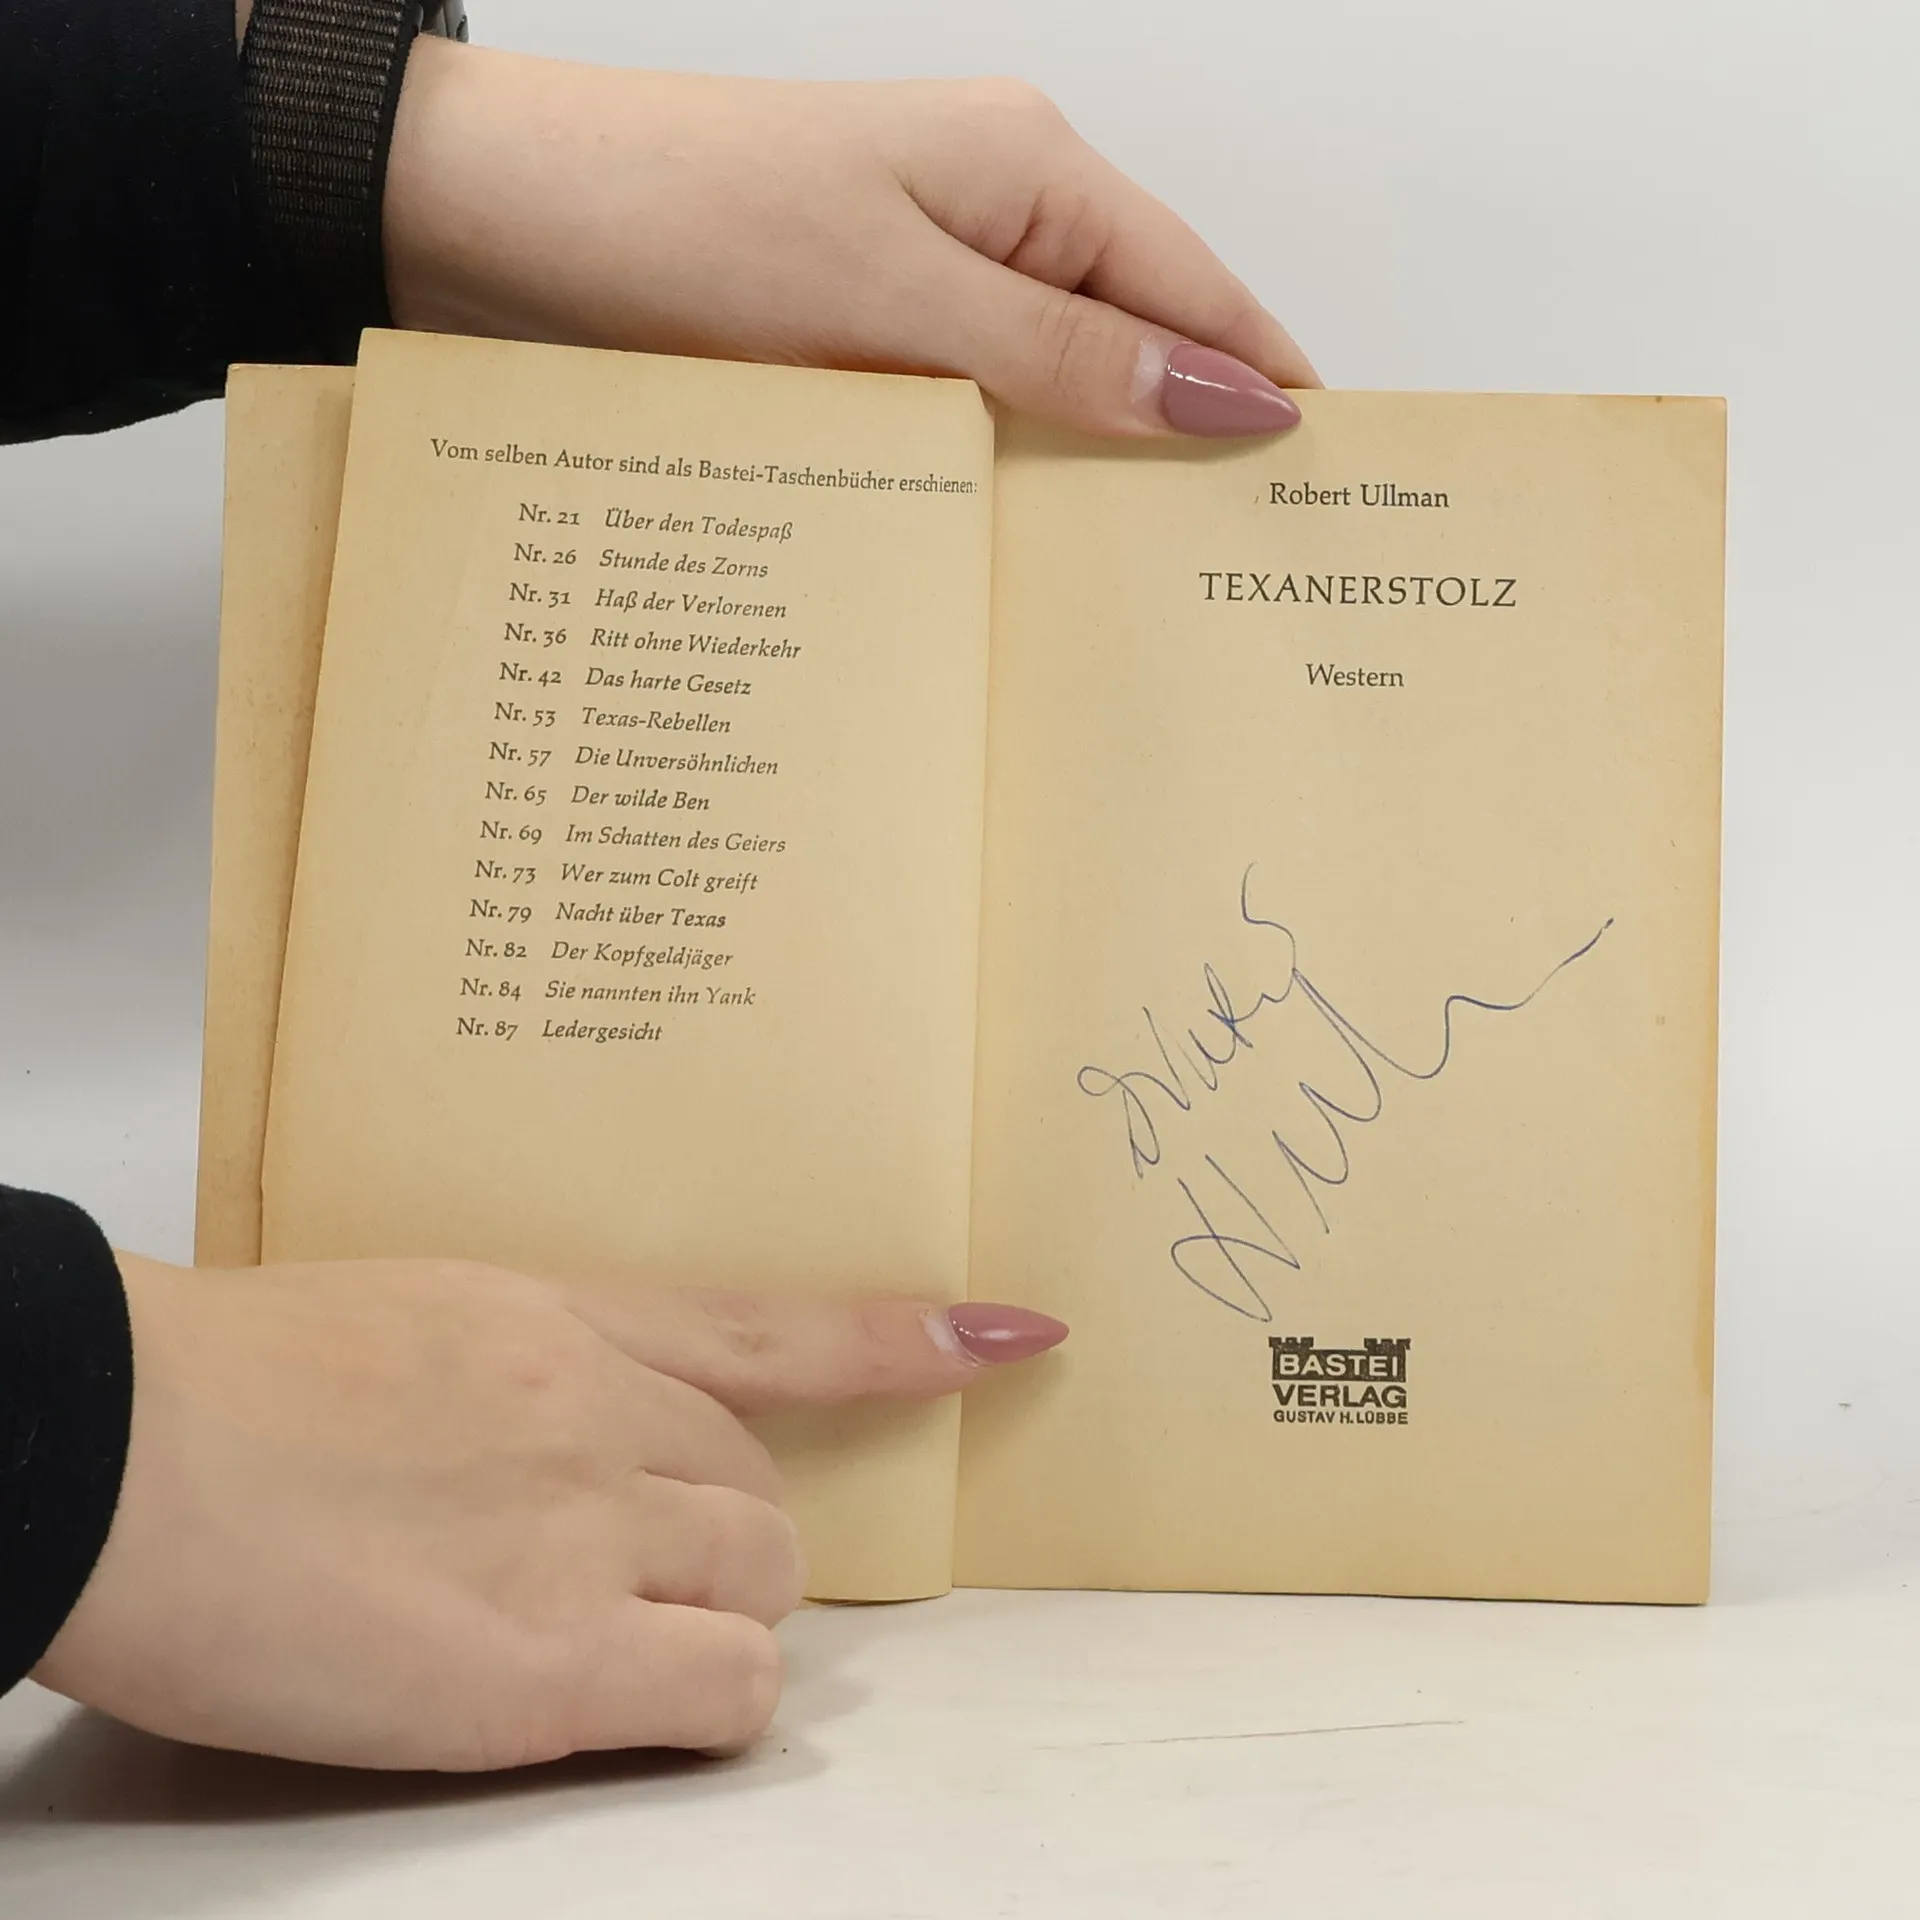 Vom selben Autor sind als Bastei-Taschenbücher erschienen:
Nr. 21 Über den Todespaß
Nr. 26 Stunde des Zorns
Nr. 31 Haß der Verlorenen
Nr. 36 Ritt ohne Wiederkehr
Nr. 42 Das harte Gesetz
Nr. 53 Texas-Rebellen
Nr. 57 Die Unversöhnlichen
Nr. 65 Der wilde Ben
Nr. 69 Im Schatten des Geiers
Nr. 73 Wer zum Colt greift
Nr. 79 Nacht über Texas
Nr. 82 Der Kopfgeldjäger
Nr. 84 Sie nannten ihn Yank
Nr. 87 Ledergesicht
Robert Ullman
TEXANERSTOLZ
Western
BASTEI
VERLAG
GUSTAV H. LÜBBE